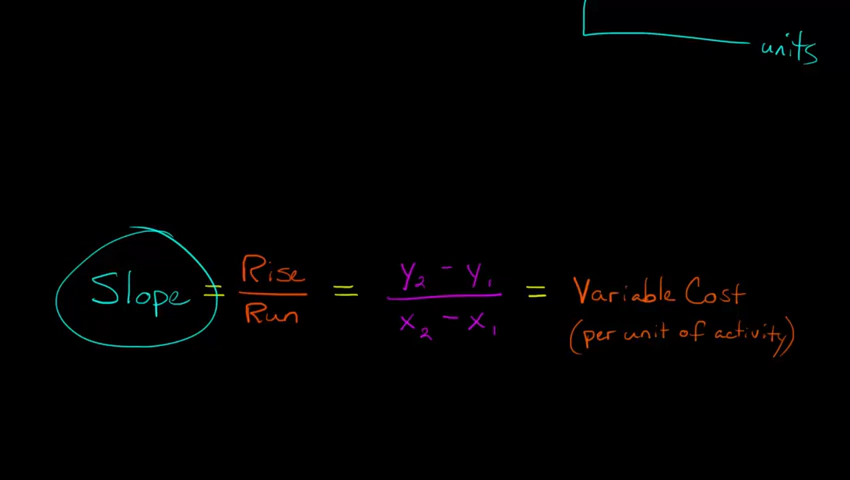 units
Slope = Rise / Run = y₂ - y₁ / x₂ - x₁ = Variable Cost
(per unit of activity)